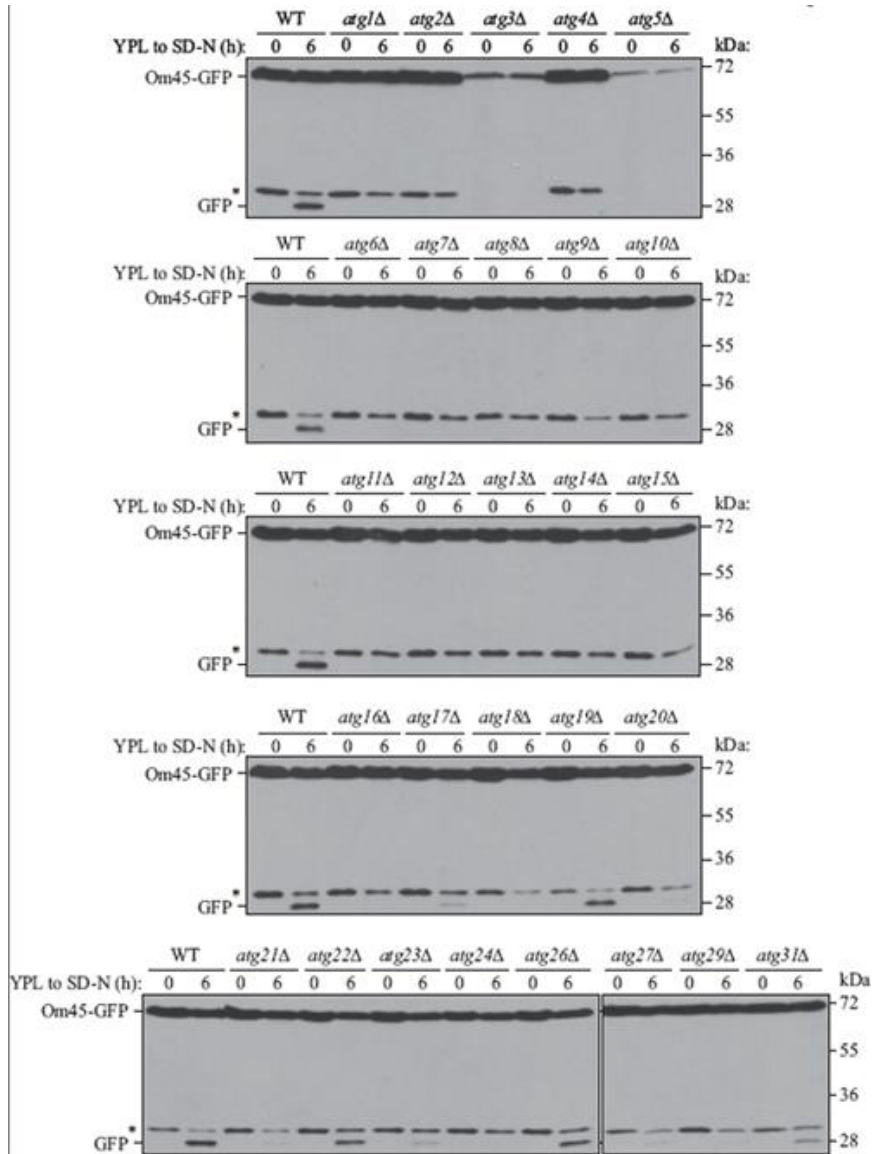 WT atg1Δ atg2Δ atg3Δ atg4Δ atg5Δ
YPL to SD-N (h): 0 6 0 6 0 6 0 6 0 6 0 6 kDa:
Om45-GFP 72
55
36
*
GFP 28
WT atg6Δ atg7Δ atg8Δ atg9Δ atg10Δ
YPL to SD-N (h): 0 6 0 6 0 6 0 6 0 6 0 6 kDa:
Om45-GFP 72
55
36
*
GFP 28
WT atg11Δ atg12Δ atg13Δ atg14Δ atg15Δ
YPL to SD-N (h): 0 6 0 6 0 6 0 6 0 6 0 6 kDa:
Om45-GFP 72
55
36
*
GFP 28
WT atg16Δ atg17Δ atg18Δ atg19Δ atg20Δ
YPL to SD-N (h): 0 6 0 6 0 6 0 6 0 6 0 6 kDa:
Om45-GFP 72
55
36
*
GFP 28
WT atg21Δ atg22Δ atg23Δ atg24Δ atg26Δ atg27Δ atg29Δ atg31Δ
YPL to SD-N (h): 0 6 0 6 0 6 0 6 0 6 0 6 0 6 0 6 0 6 kDa
Om45-GFP 72
55
36
*
GFP 28